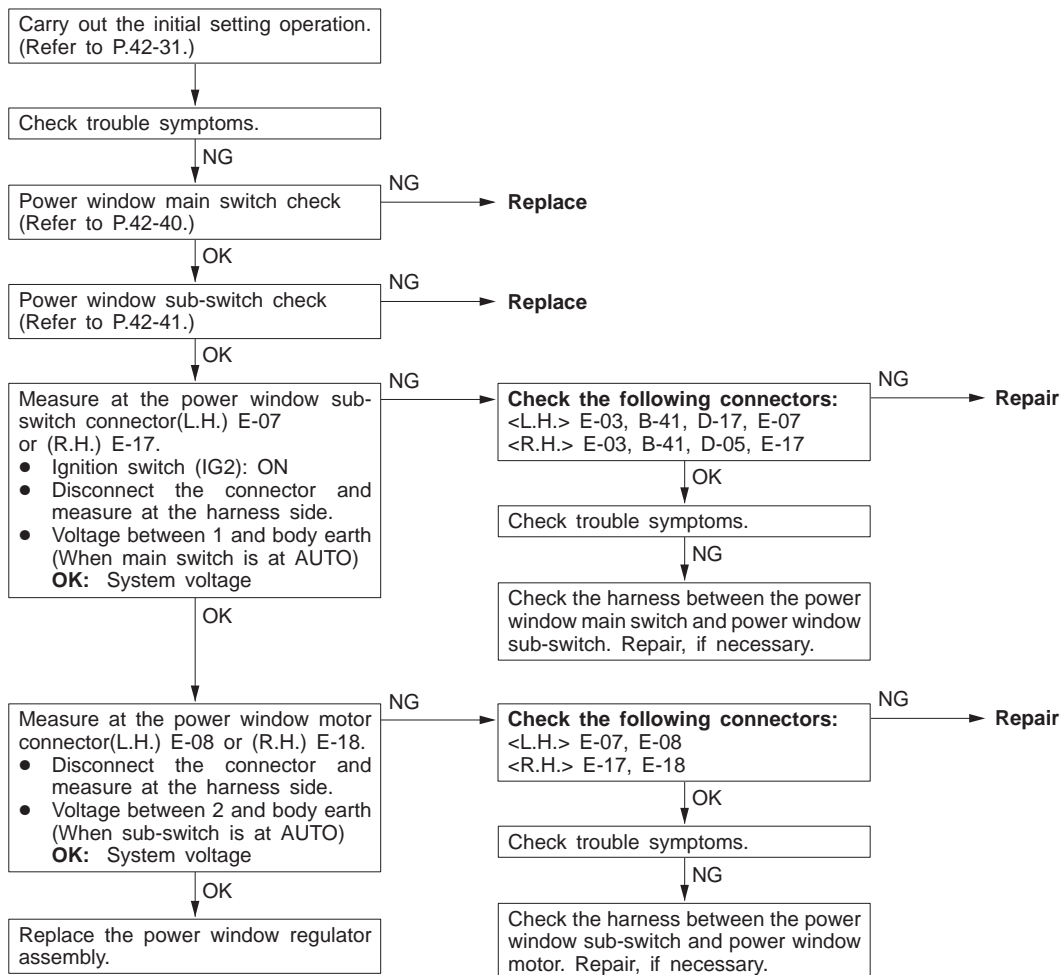 Carry out the initial setting operation.
(Refer to P.42-31.)
Check trouble symptoms.
NG
Power window main switch check
(Refer to P.42-40.)
NG
Replace
OK
Power window sub-switch check
(Refer to P.42-41.)
NG
Replace
OK
Measure at the power window sub-
switch connector(L.H.) E-07
or (R.H.) E-17.
● Ignition switch (IG2): ON
● Disconnect the connector and
measure at the harness side.
● Voltage between 1 and body earth
(When main switch is at AUTO)
OK: System voltage
NG
Check the following connectors:
<L.H.> E-03, B-41, D-17, E-07
<R.H.> E-03, B-41, D-05, E-17
NG
Repair
OK
Check trouble symptoms.
NG
Check the harness between the power
window main switch and power window
sub-switch. Repair, if necessary.
OK
Measure at the power window motor
connector(L.H.) E-08 or (R.H.) E-18.
● Disconnect the connector and
measure at the harness side.
● Voltage between 2 and body earth
(When sub-switch is at AUTO)
OK: System voltage
NG
Check the following connectors:
<L.H.> E-07, E-08
<R.H.> E-17, E-18
NG
Repair
OK
Check trouble symptoms.
NG
Check the harness between the power
window sub-switch and power window
motor. Repair, if necessary.
OK
Replace the power window regulator
assembly.